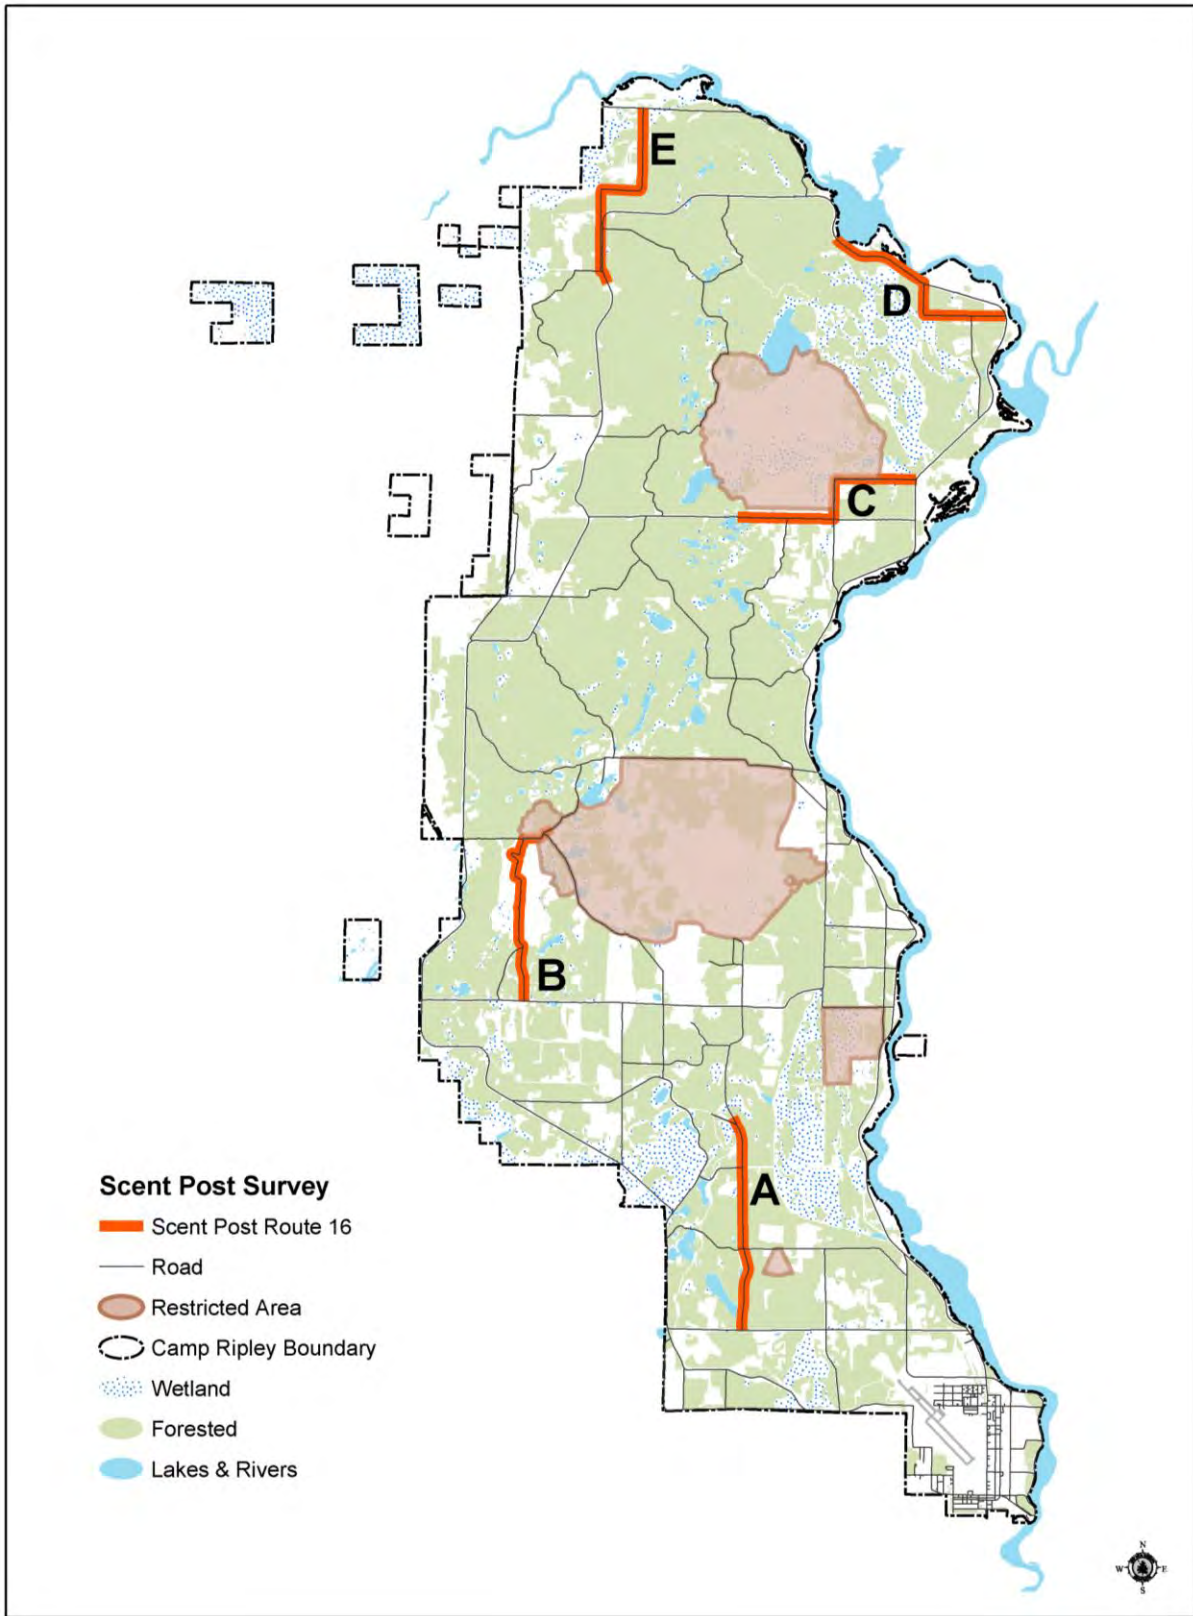 E
D
C
B
A
Scent Post Survey
Scent Post Route 16
Road
Restricted Area
Camp Ripley Boundary
Wetland
Forested
Lakes & Rivers
N
W E
S